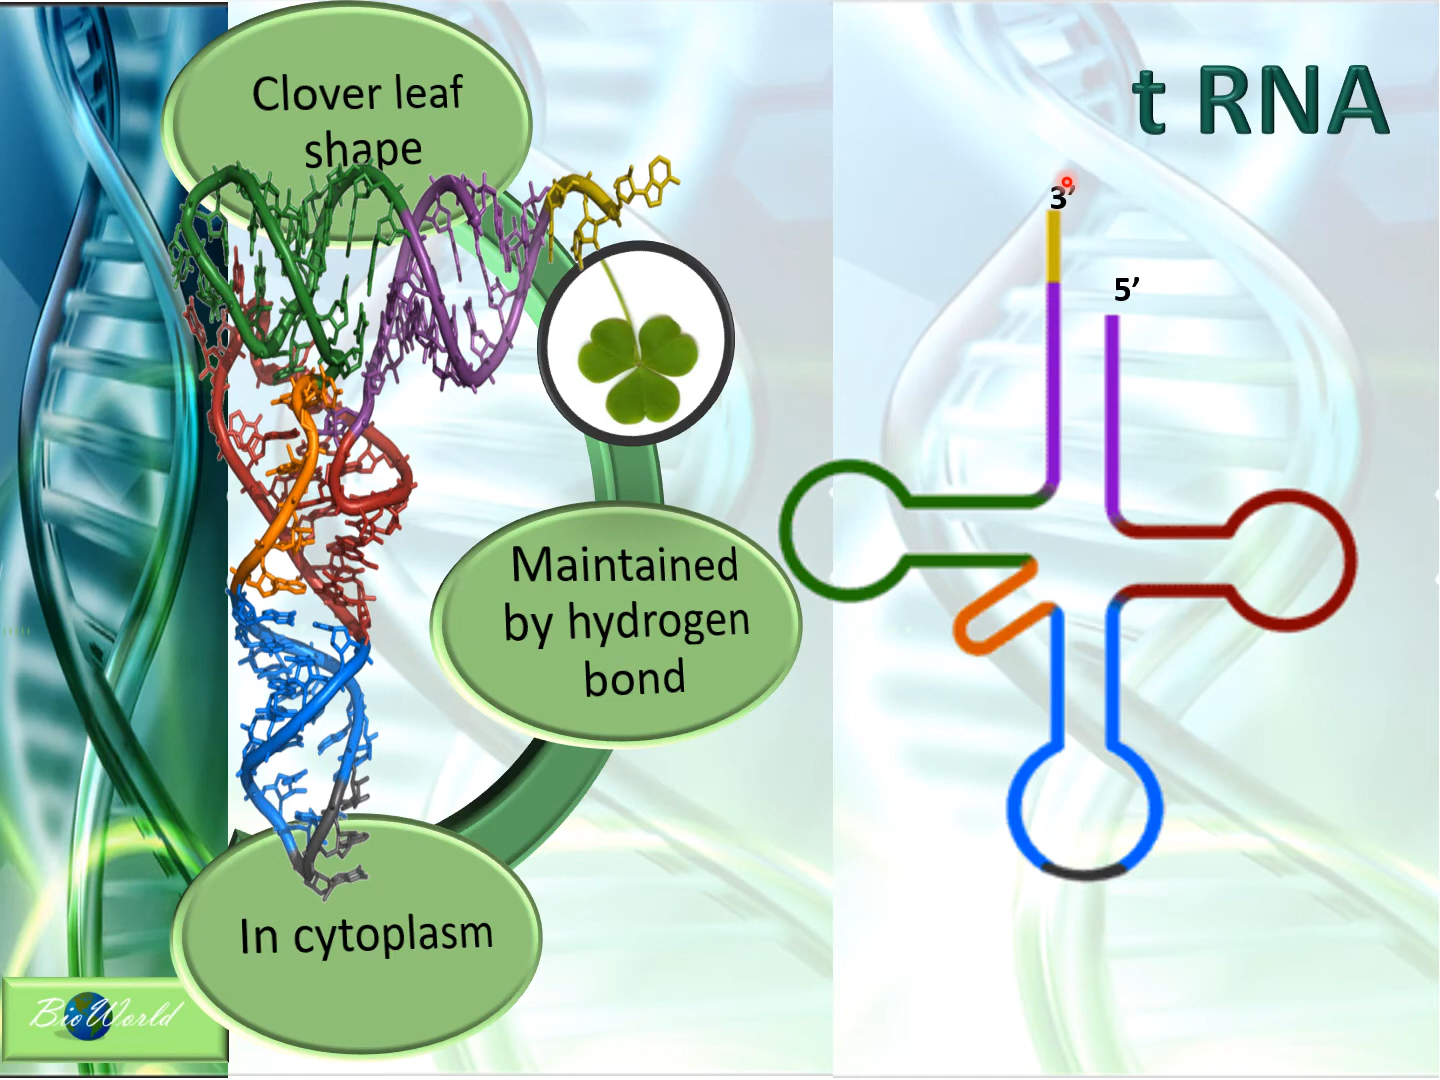 t RNA
Clover leaf
shape
3’
5’
Maintained
by hydrogen
bond
In cytoplasm
BioWorld